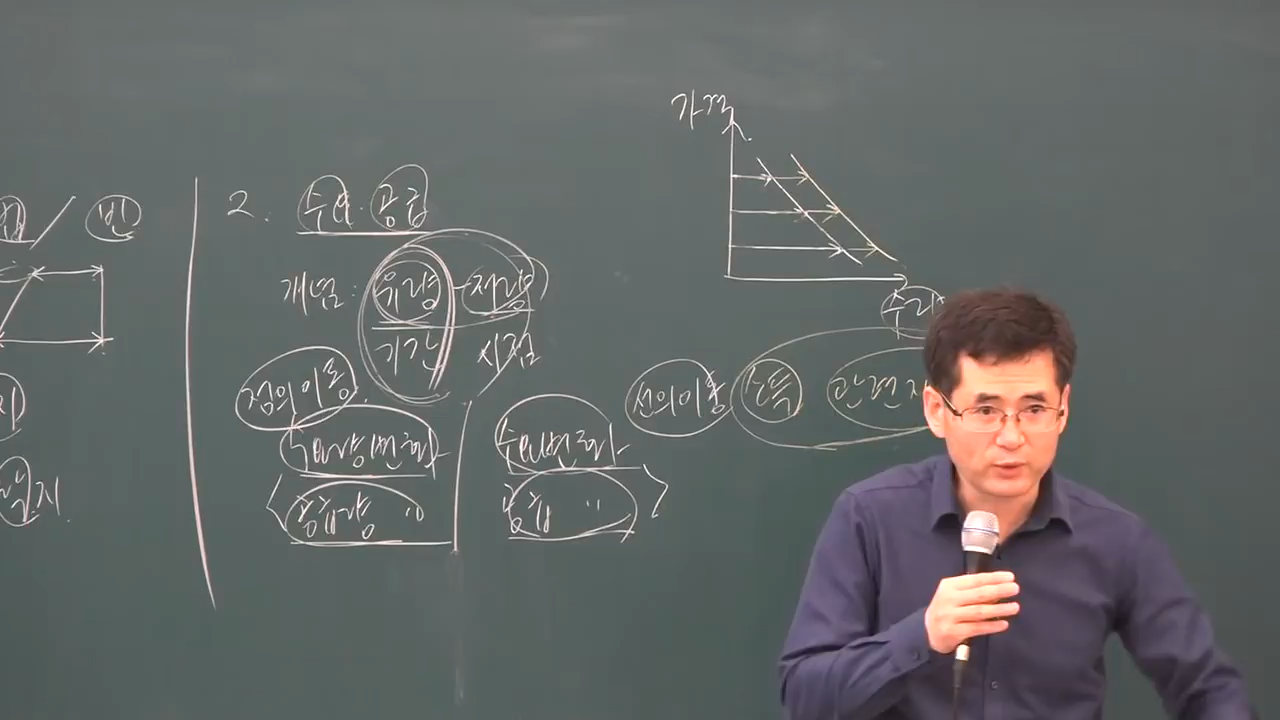 빈
2. 수요. 공급
개념: 유량 - 저량
기간 시점
점의이동.
수요량변화
공급량 〃
수요변화
공급 〃
지.
가격
수량
선의이동 소득 관련